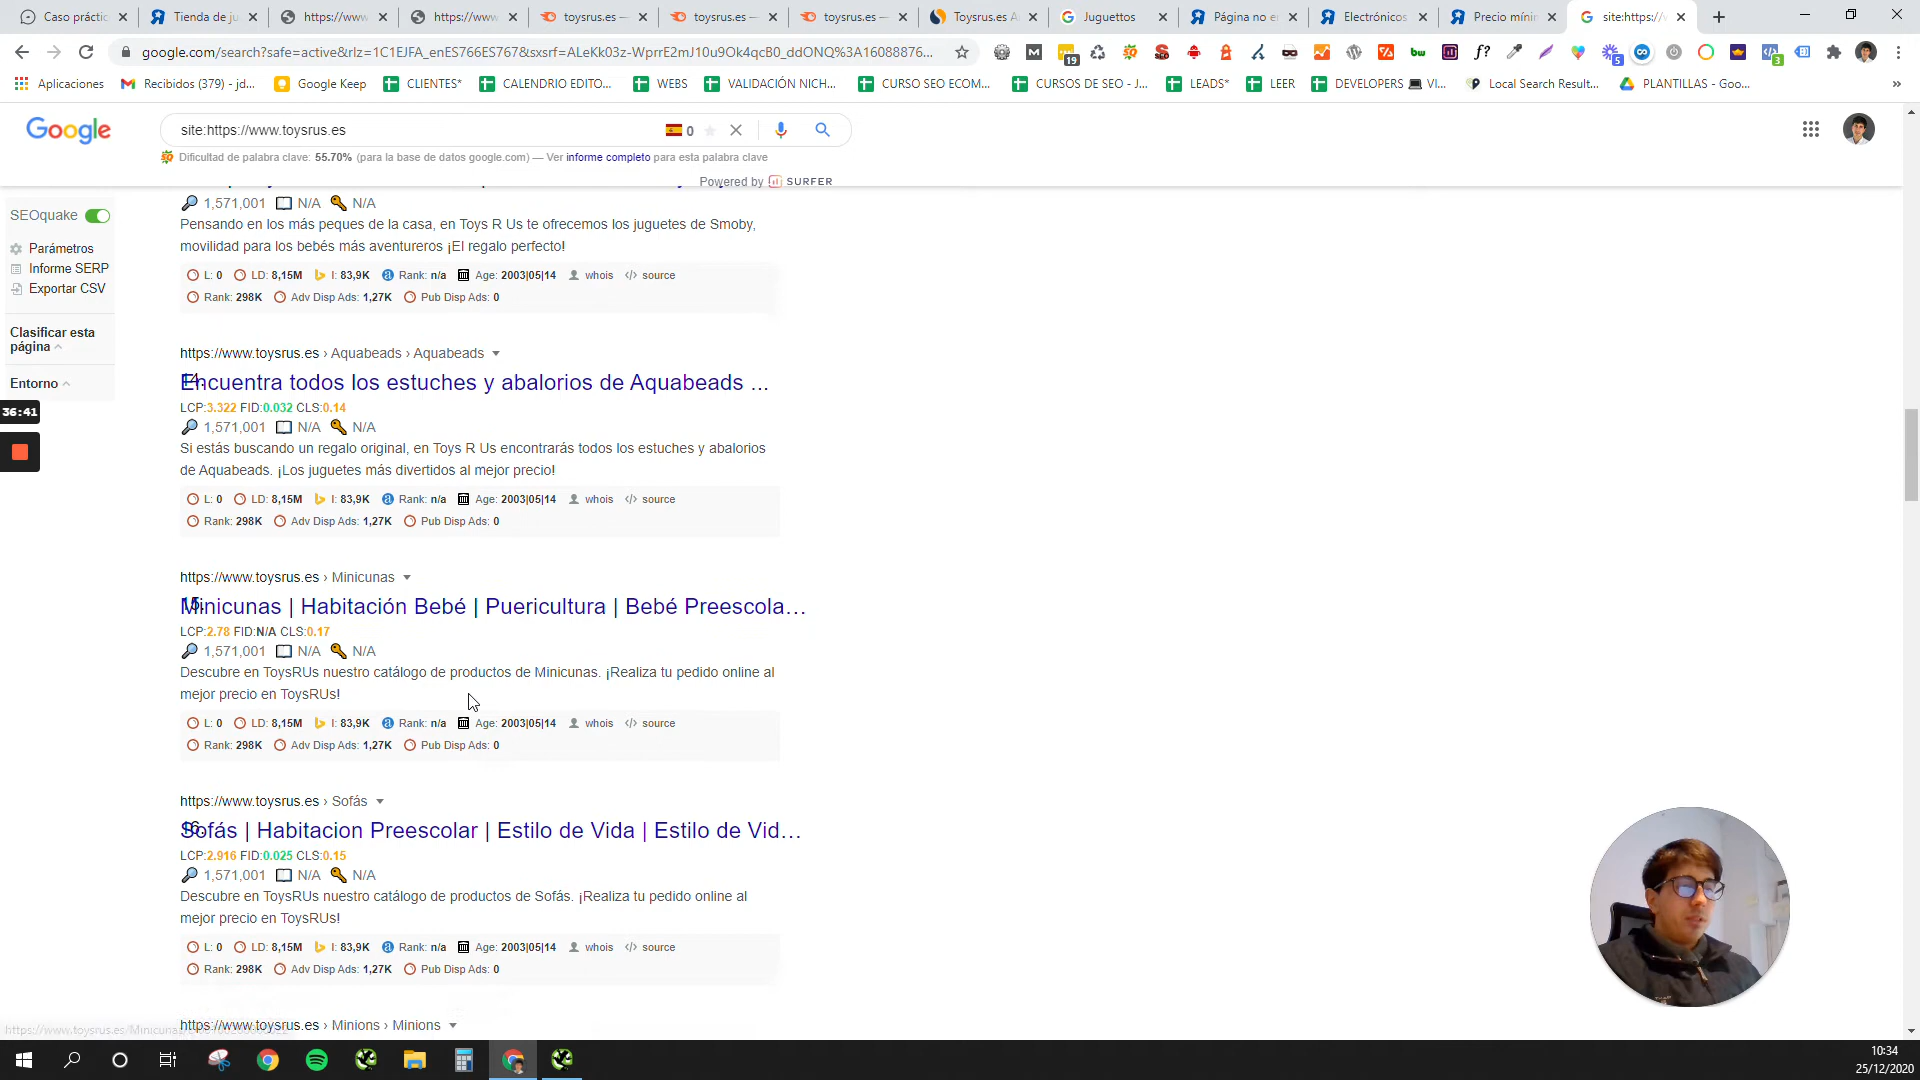 Caso práctic
Tienda de ju
https://www
https://www
toysrus.es —
toysrus.es —
toysrus.es —
Toysrus.es A
Juguettos
Página no e
Electrónicos
Precio mínim
site:https://
google.com/search?safe=active&rlz=1C1EJFA_enES766ES767&sxsrf=ALeKk03z-WprrE2mJ10u9Ok4qcB0_ddONQ%3A16088876...
19
5
3
Aplicaciones
Recibidos (379) - jd...
Google Keep
CLIENTES*
CALENDARIO EDITO...
WEBS
VALIDACIÓN NICH...
CURSO SEO ECOM...
CURSOS DE SEO - J...
LEADS*
LEER
DEVELOPERS VI...
Local Search Result...
PLANTILLAS - Goo...
Google
site:https://www.toysrus.es
0
Dificultad de palabra clave: 55.70% (para la base de datos google.com) — Ver informe completo para esta palabra clave
Powered by SURFER
SEOquake
Parámetros
Informe SERP
Exportar CSV
Clasificar esta
página
Entorno
36:41
1,571,001 N/A N/A
Pensando en los más peques de la casa, en Toys R Us te ofrecemos los juguetes de Smoby,
movilidad para los bebés más aventureros ¡El regalo perfecto!
L: 0 LD: 8,15M I: 83,9K Rank: n/a Age: 2003|05|14 whois source
Rank: 298K Adv Disp Ads: 1,27K Pub Disp Ads: 0
https://www.toysrus.es › Aquabeads › Aquabeads
14.
Encuentra todos los estuches y abalorios de Aquabeads ...
LCP:3.322 FID:0.032 CLS:0.14
1,571,001 N/A N/A
Si estás buscando un regalo original, en Toys R Us encontrarás todos los estuches y abalorios
de Aquabeads. ¡Los juguetes más divertidos al mejor precio!
L: 0 LD: 8,15M I: 83,9K Rank: n/a Age: 2003|05|14 whois source
Rank: 298K Adv Disp Ads: 1,27K Pub Disp Ads: 0
https://www.toysrus.es › Minicunas
15.
Minicunas | Habitación Bebé | Puericultura | Bebé Preescola...
LCP:2.78 FID:N/A CLS:0.17
1,571,001 N/A N/A
Descubre en ToysRUs nuestro catálogo de productos de Minicunas. ¡Realiza tu pedido online al
mejor precio en ToysRUs!
L: 0 LD: 8,15M I: 83,9K Rank: n/a Age: 2003|05|14 whois source
Rank: 298K Adv Disp Ads: 1,27K Pub Disp Ads: 0
https://www.toysrus.es › Sofás
16.
Sofás | Habitacion Preescolar | Estilo de Vida | Estilo de Vid...
LCP:2.916 FID:0.025 CLS:0.15
1,571,001 N/A N/A
Descubre en ToysRUs nuestro catálogo de productos de Sofás. ¡Realiza tu pedido online al
mejor precio en ToysRUs!
L: 0 LD: 8,15M I: 83,9K Rank: n/a Age: 2003|05|14 whois source
Rank: 298K Adv Disp Ads: 1,27K Pub Disp Ads: 0
https://www.toysrus.es › Minions › Minions
10:34
25/12/2020